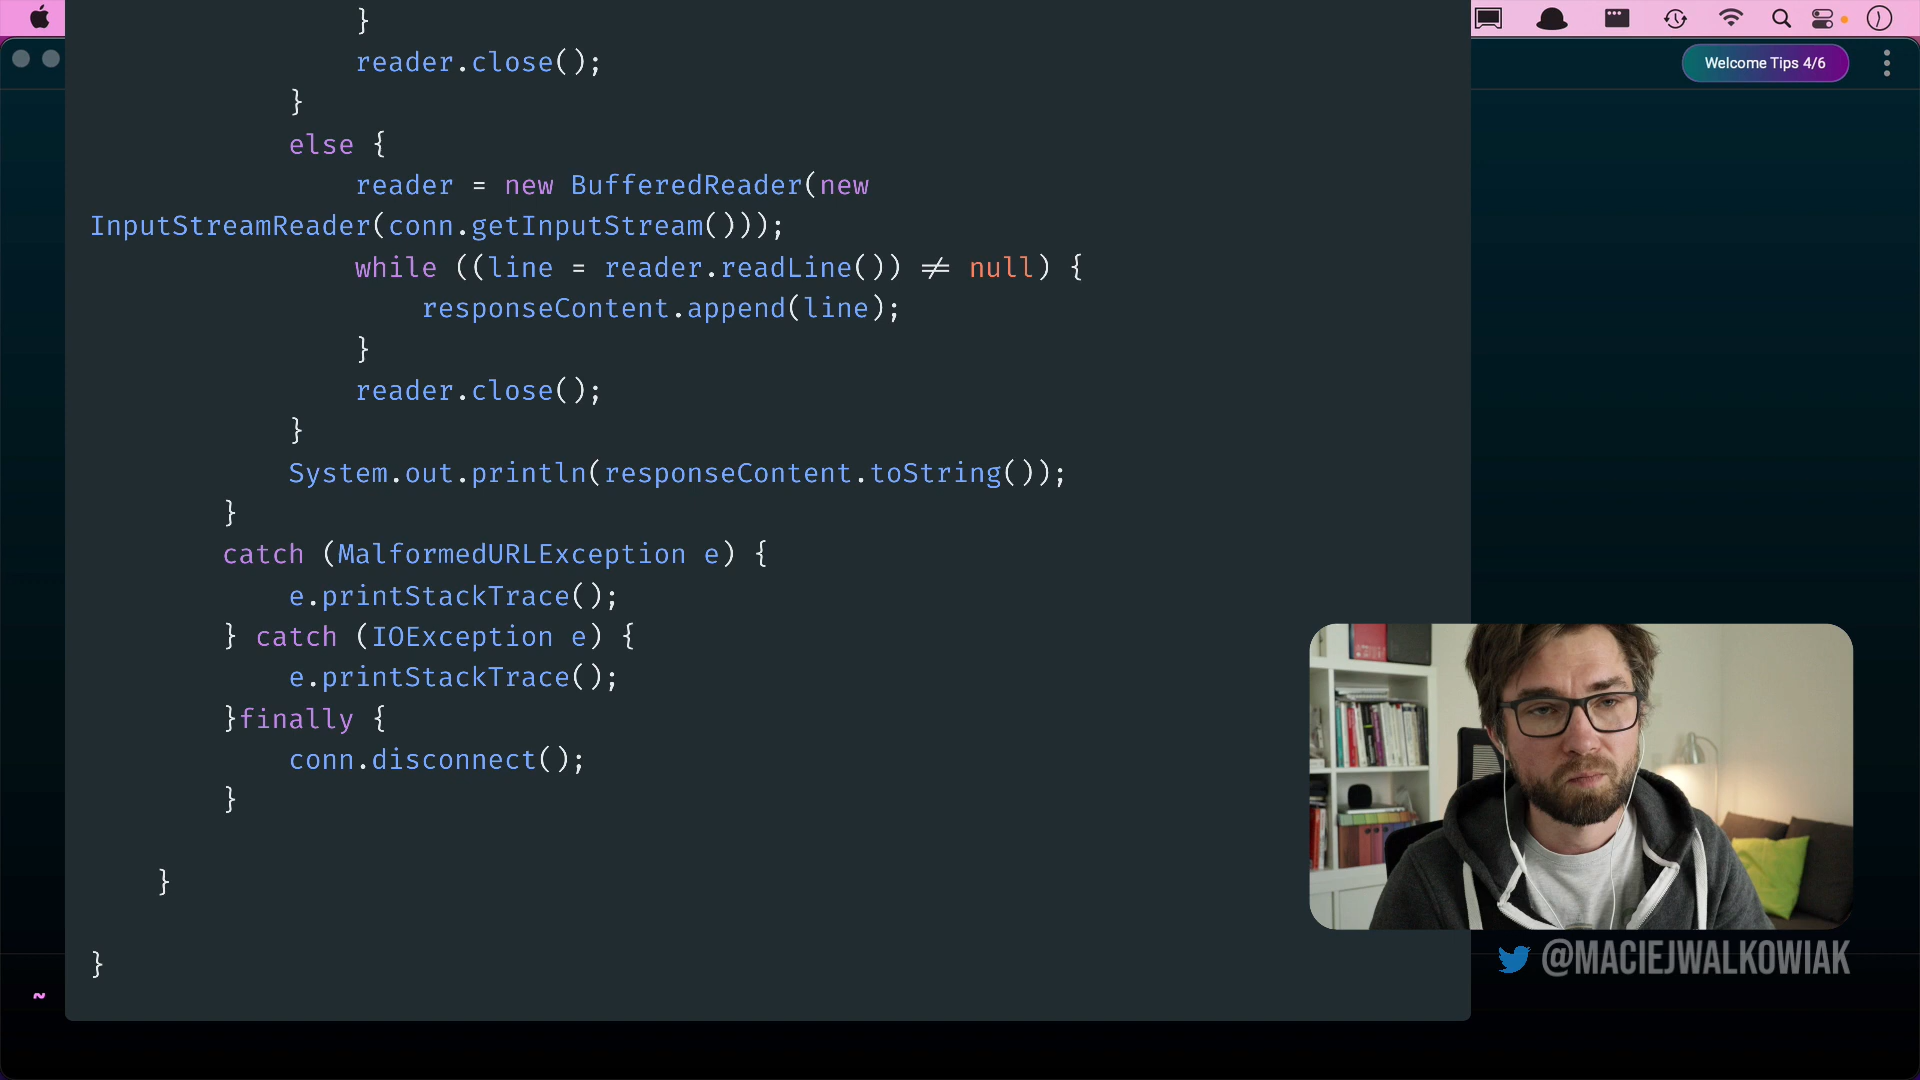 }
reader.close();
}
else {
reader = new BufferedReader(new
InputStreamReader(conn.getInputStream()));
while ((line = reader.readLine()) ≠ null) {
responseContent.append(line);
}
reader.close();
}
System.out.println(responseContent.toString());
}
catch (MalformedURLException e) {
e.printStackTrace();
} catch (IOException e) {
e.printStackTrace();
}finally {
conn.disconnect();
}
}
}
Welcome Tips 4/6
@MACIEJWALKOWIAK
~